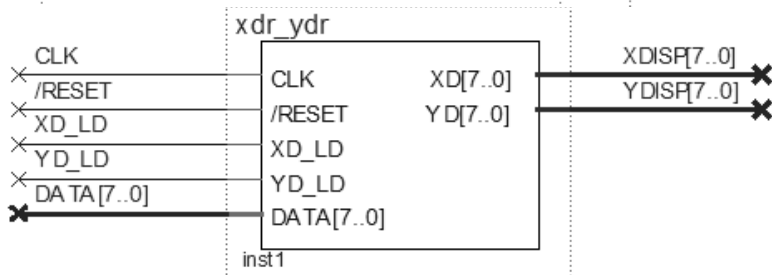 xdr_ydr
CLK
/RESET
XD_LD
YD_LD
DATA[7..0]
CLK
/RESET
XD_LD
YD_LD
DATA[7..0]
XD[7..0]
YD[7..0]
XDISP[7..0]
YDISP[7..0]
inst1